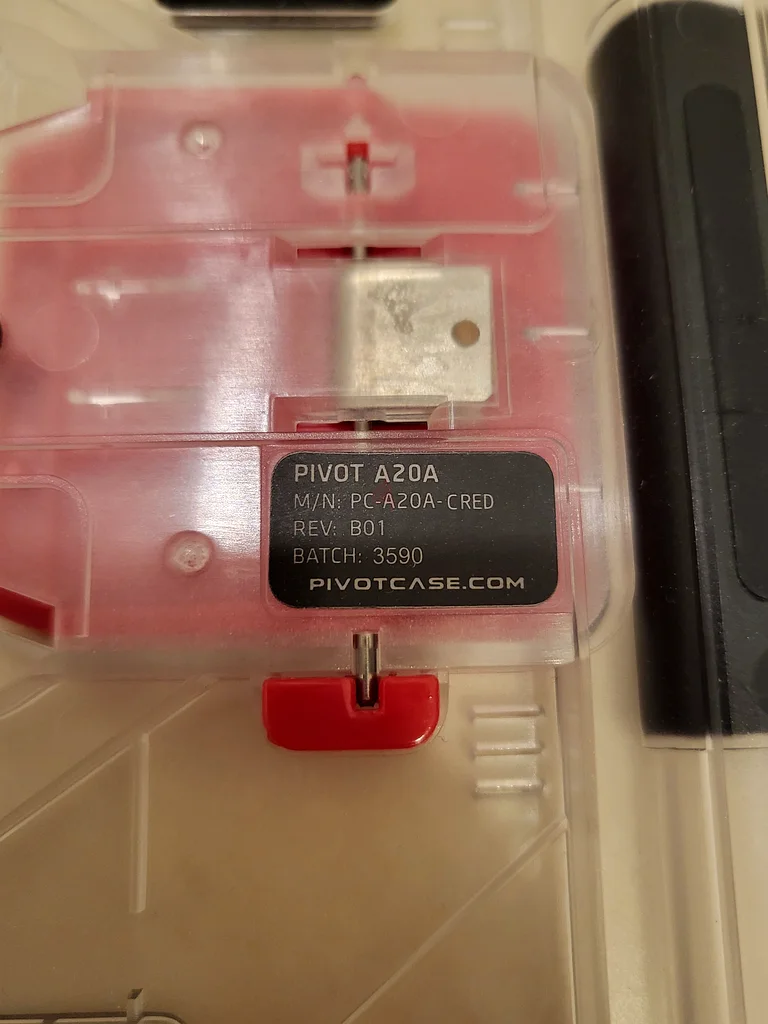 PIVOT A20A
M/N: PC-A20A-CRED
REV: B01
BATCH: 3590
PIVOTCASE.COM